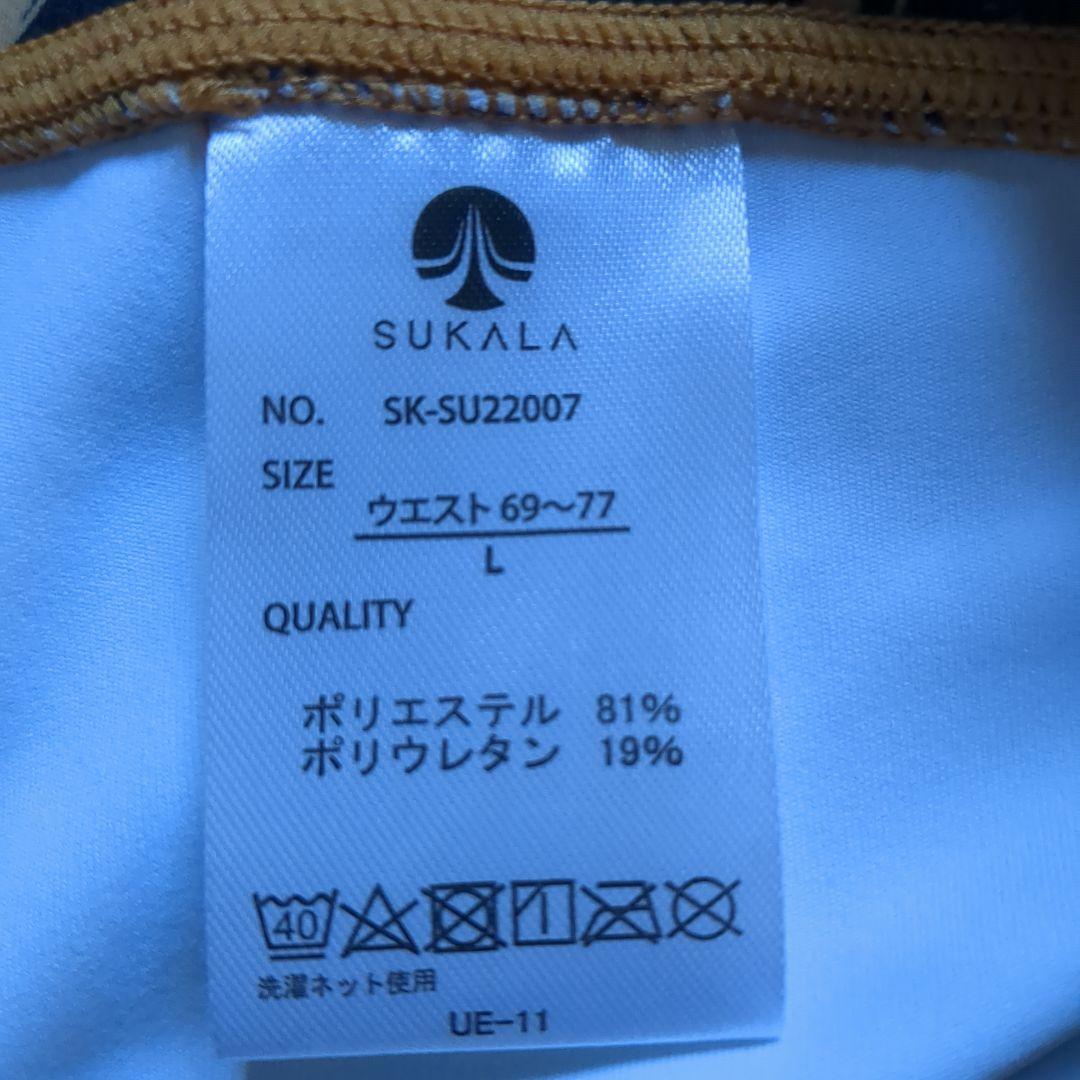 SUKALA
NO. SK-SU22007
SIZE
ウエスト 69〜77
L
QUALITY
ポリエステル 81%
ポリウレタン 19%
40
洗濯ネット使用
UE-11